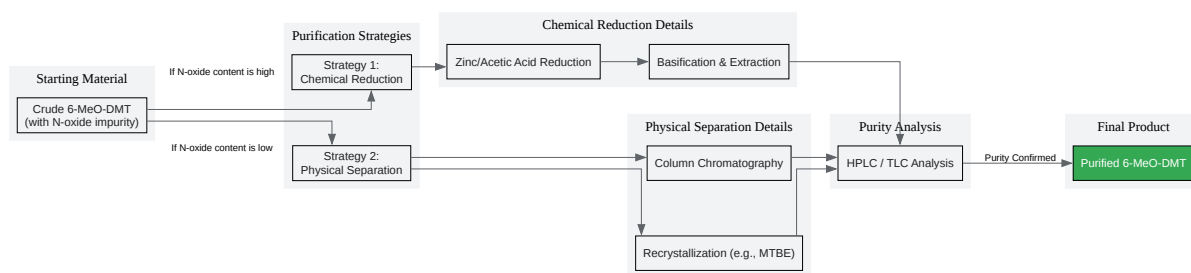 Chemical Reduction Details
Purification Strategies
Strategy 1:
Chemical Reduction
Zinc/Acetic Acid Reduction
Basification & Extraction
Starting Material
If N-oxide content is high
Crude 6-MeO-DMT
(with N-oxide impurity)
If N-oxide content is low
Strategy 2:
Physical Separation
Physical Separation Details
Column Chromatography
Recrystallization (e.g., MTBE)
Purity Analysis
HPLC / TLC Analysis
Purity Confirmed
Final Product
Purified 6-MeO-DMT